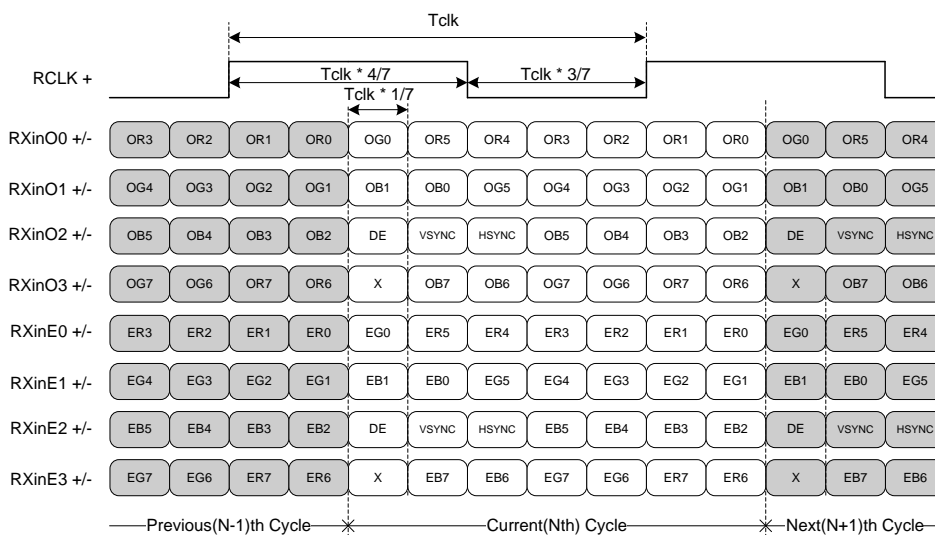 Tclk
RCLK +
Tclk * 4/7 Tclk * 3/7
Tclk * 1/7
RXinO0 +/- OR3 OR2 OR1 OR0 OG0 OR5 OR4 OR3 OR2 OR1 OR0 OG0 OR5 OR4
RXinO1 +/- OG4 OG3 OG2 OG1 OB1 OB0 OG5 OG4 OG3 OG2 OG1 OB1 OB0 OG5
RXinO2 +/- OB5 OB4 OB3 OB2 DE VSYNC HSYNC OB5 OB4 OB3 OB2 DE VSYNC HSYNC
RXinO3 +/- OG7 OG6 OR7 OR6 X OB7 OB6 OG7 OG6 OR7 OR6 X OB7 OB6
RXinE0 +/- ER3 ER2 ER1 ER0 EG0 ER5 ER4 ER3 ER2 ER1 ER0 EG0 ER5 ER4
RXinE1 +/- EG4 EG3 EG2 EG1 EB1 EB0 EG5 EG4 EG3 EG2 EG1 EB1 EB0 EG5
RXinE2 +/- EB5 EB4 EB3 EB2 DE VSYNC HSYNC EB5 EB4 EB3 EB2 DE VSYNC HSYNC
RXinE3 +/- EG7 EG6 ER7 ER6 X EB7 EB6 EG7 EG6 ER7 ER6 X EB7 EB6
Previous(N-1)th Cycle Current(Nth) Cycle Next(N+1)th Cycle